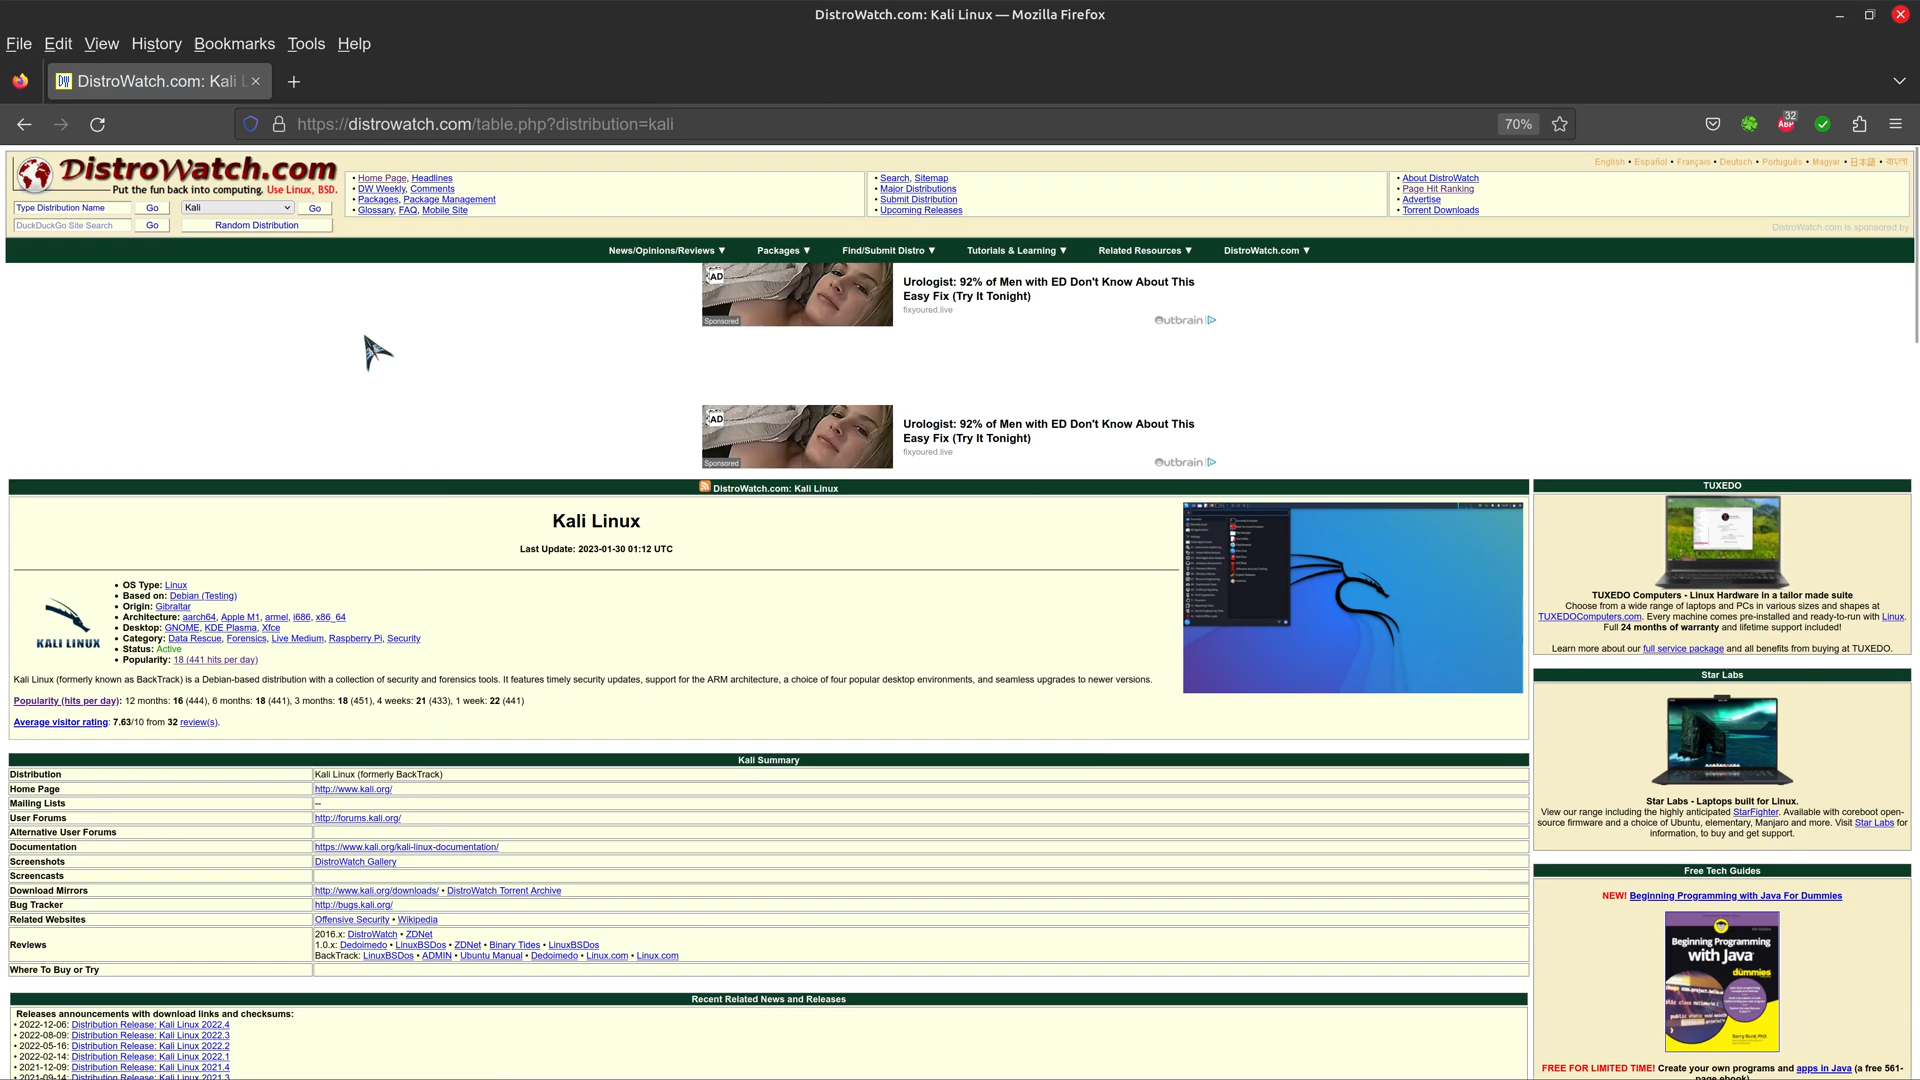 DistroWatch.com: Kali Linux — Mozilla Firefox
File Edit View History Bookmarks Tools Help
DistroWatch.com: Kali L
https://distrowatch.com/table.php?distribution=kali
70%
ABP
32
DistroWatch.com
Put the fun back into computing. Use Linux, BSD.
Type Distribution Name Go Kali Go
DuckDuckGo Site Search Go Random Distribution
• Home Page, Headlines
• DW Weekly, Comments
• Packages, Package Management
• Glossary, FAQ, Mobile Site
• Search, Sitemap
• Major Distributions
• Submit Distribution
• Upcoming Releases
English • Español • Français • Deutsch • Português • Magyar • 日本語 • বাংলা
• About DistroWatch
• Page Hit Ranking
• Advertise
• Torrent Downloads
DistroWatch.com is sponsored by
News/Opinions/Reviews ▼ Packages ▼ Find/Submit Distro ▼ Tutorials & Learning ▼ Related Resources ▼ DistroWatch.com ▼
AD
Sponsored
Urologist: 92% of Men with ED Don't Know About This
Easy Fix (Try It Tonight)
fixyoured.live
Outbrain
AD
Sponsored
Urologist: 92% of Men with ED Don't Know About This
Easy Fix (Try It Tonight)
fixyoured.live
Outbrain
DistroWatch.com: Kali Linux
Kali Linux
Last Update: 2023-01-30 01:12 UTC
KALI LINUX
• OS Type: Linux
• Based on: Debian (Testing)
• Origin: Gibraltar
• Architecture: aarch64, Apple M1, armel, i686, x86_64
• Desktop: GNOME, KDE Plasma, Xfce
• Category: Data Rescue, Forensics, Live Medium, Raspberry Pi, Security
• Status: Active
• Popularity: 18 (441 hits per day)
Kali Linux (formerly known as BackTrack) is a Debian-based distribution with a collection of security and forensics tools. It features timely security updates, support for the ARM architecture, a choice of four popular desktop environments, and seamless upgrades to newer versions.
Popularity (hits per day): 12 months: 16 (444), 6 months: 18 (441), 3 months: 18 (451), 4 weeks: 21 (433), 1 week: 22 (441)
Average visitor rating: 7.63/10 from 32 review(s).
Kali Summary
Distribution Kali Linux (formerly BackTrack)
Home Page http://www.kali.org/
Mailing Lists --
User Forums http://forums.kali.org/
Alternative User Forums
Documentation https://www.kali.org/kali-linux-documentation/
Screenshots DistroWatch Gallery
Screencasts
Download Mirrors http://www.kali.org/downloads/ • DistroWatch Torrent Archive
Bug Tracker http://bugs.kali.org/
Related Websites Offensive Security • Wikipedia
Reviews
2016.x: DistroWatch • ZDNet
1.0.x: Dedoimedo • LinuxBSDos • ZDNet • Binary Tides • LinuxBSDos
BackTrack: LinuxBSDos • ADMIN • Ubuntu Manual • Dedoimedo • Linux.com • Linux.com
Where To Buy or Try
Recent Related News and Releases
Releases announcements with download links and checksums:
• 2022-12-06: Distribution Release: Kali Linux 2022.4
• 2022-08-09: Distribution Release: Kali Linux 2022.3
• 2022-05-16: Distribution Release: Kali Linux 2022.2
• 2022-02-14: Distribution Release: Kali Linux 2022.1
• 2021-12-09: Distribution Release: Kali Linux 2021.4
• 2021-09-14: Distribution Release: Kali Linux 2021.3
TUXEDO
TUXEDO Computers - Linux Hardware in a tailor made suite
Choose from a wide range of laptops and PCs in various sizes and shapes at
TUXEDOComputers.com. Every machine comes pre-installed and ready-to-run with Linux.
Full 24 months of warranty and lifetime support included!
Learn more about our full service package and all benefits from buying at TUXEDO.
Star Labs
Star Labs - Laptops built for Linux.
View our range including the highly anticipated StarFighter. Available with coreboot open-
source firmware and a choice of Ubuntu, elementary, Manjaro and more. Visit Star Labs for
information, to buy and get support.
Free Tech Guides
NEW! Beginning Programming with Java For Dummies
Beginning Programming
with Java
dummies
Barry Burd, PhD
FREE FOR LIMITED TIME! Create your own programs and apps in Java (a free 561-
page ebook)